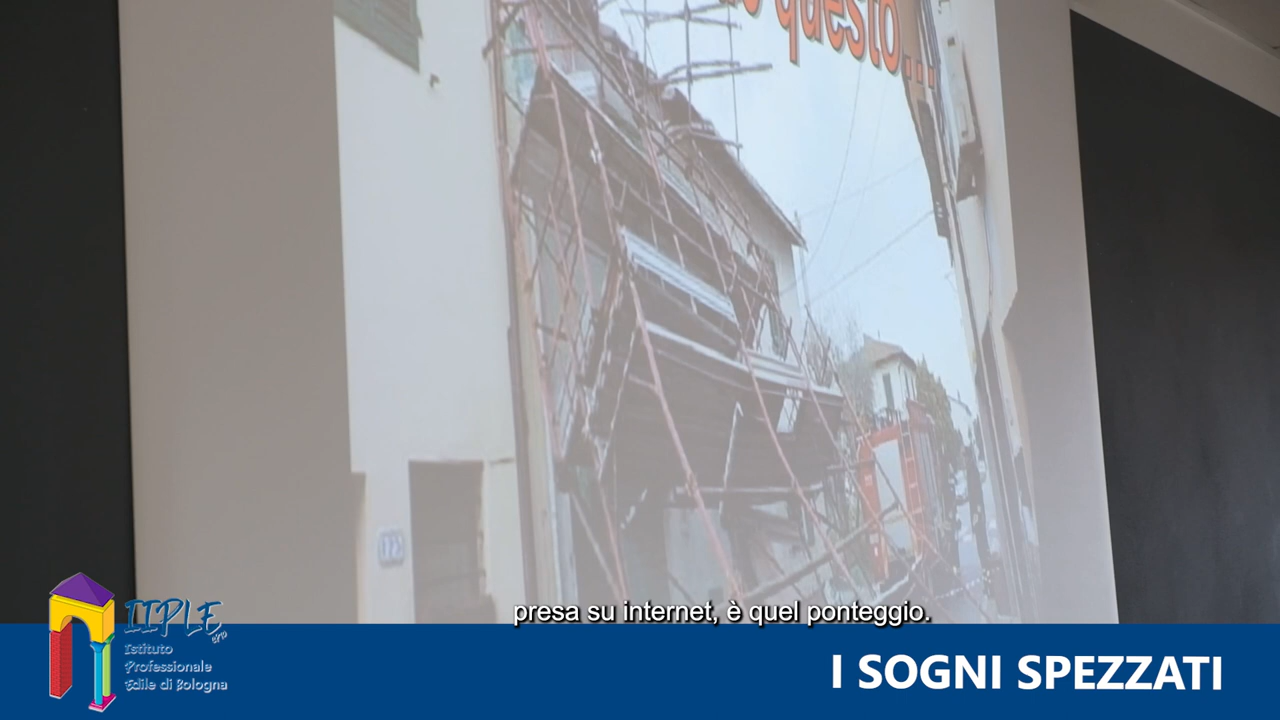 questo...
presa su internet, è quel ponteggio.
IIPLE
Istituto
Professionale
Edile di Bologna
I SOGNI SPEZZATI